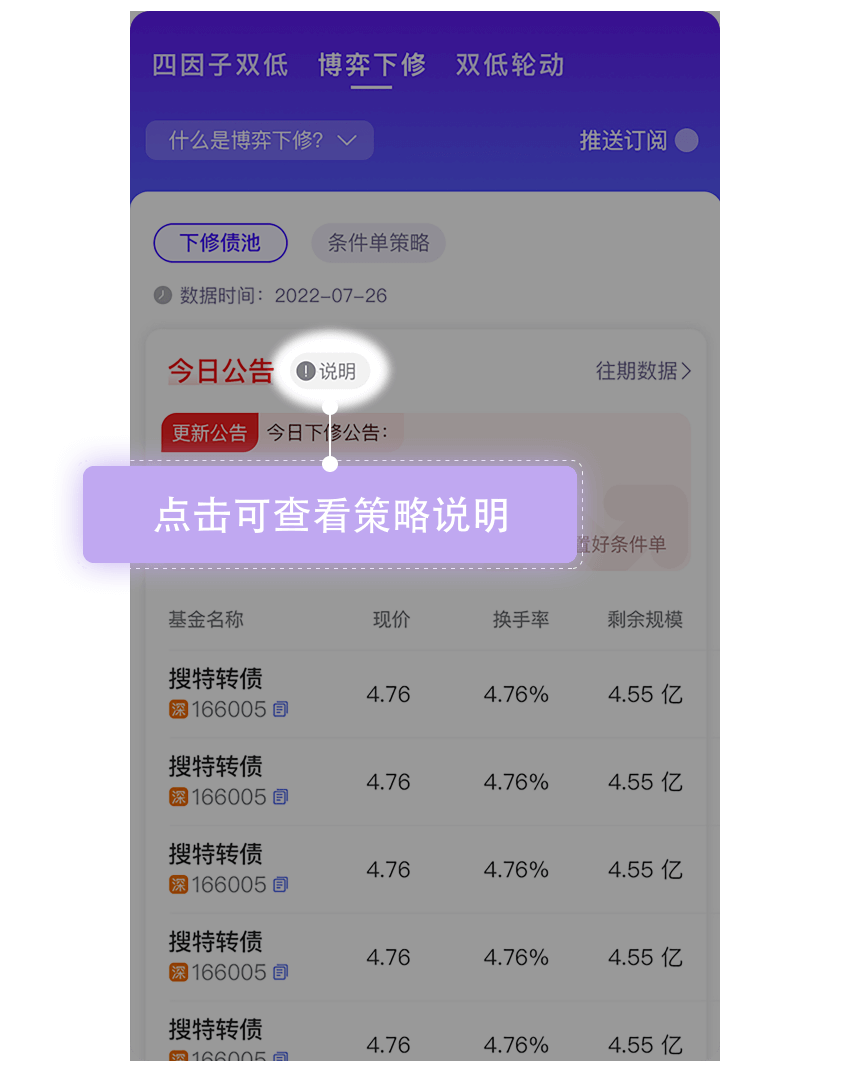 四因子双低 博弈下修 双低轮动
什么是博弈下修? 推送订阅
下修债池 条件单策略
数据时间：2022-07-26
今日公告 说明 往期数据
更新公告 今日下修公告：
点击可查看策略说明
置好条件单
基金名称 现价 换手率 剩余规模
搜特转债
深 166005 4.76 4.76% 4.55 亿
搜特转债
深 166005 4.76 4.76% 4.55 亿
搜特转债
深 166005 4.76 4.76% 4.55 亿
搜特转债
深 166005 4.76 4.76% 4.55 亿
搜特转债
深 166005 4.76 4.76% 4.55 亿